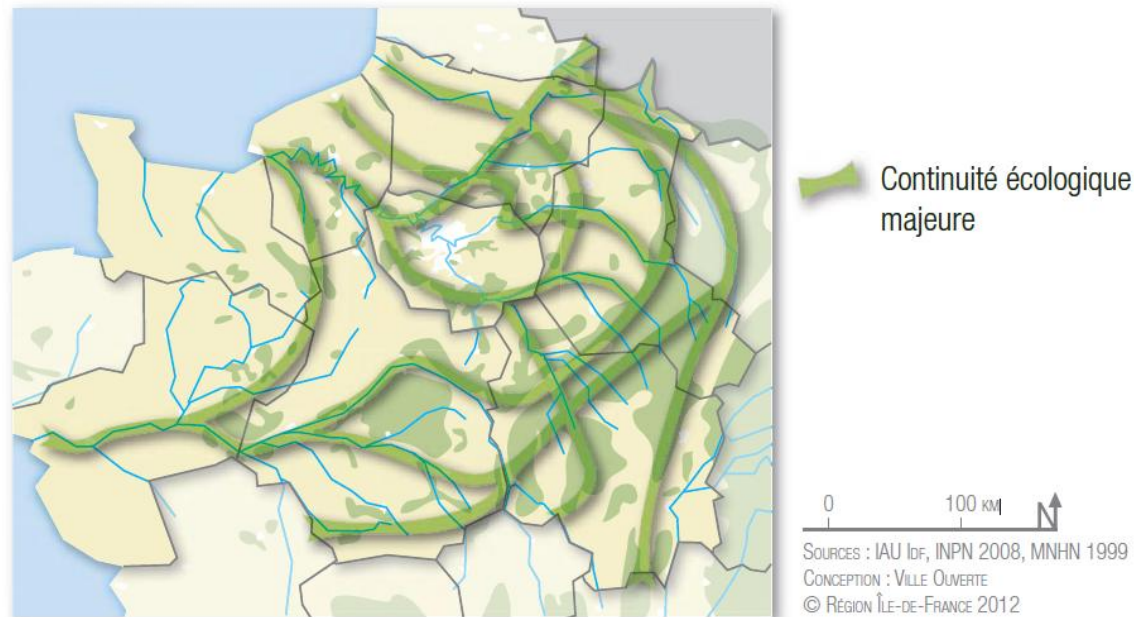 Continuité écologique
majeure
0 100 KM
N
SOURCES : IAU IDF, INPN 2008, MNHN 1999
CONCEPTION : VILLE OUVERTE
© RÉGION ÎLE-DE-FRANCE 2012